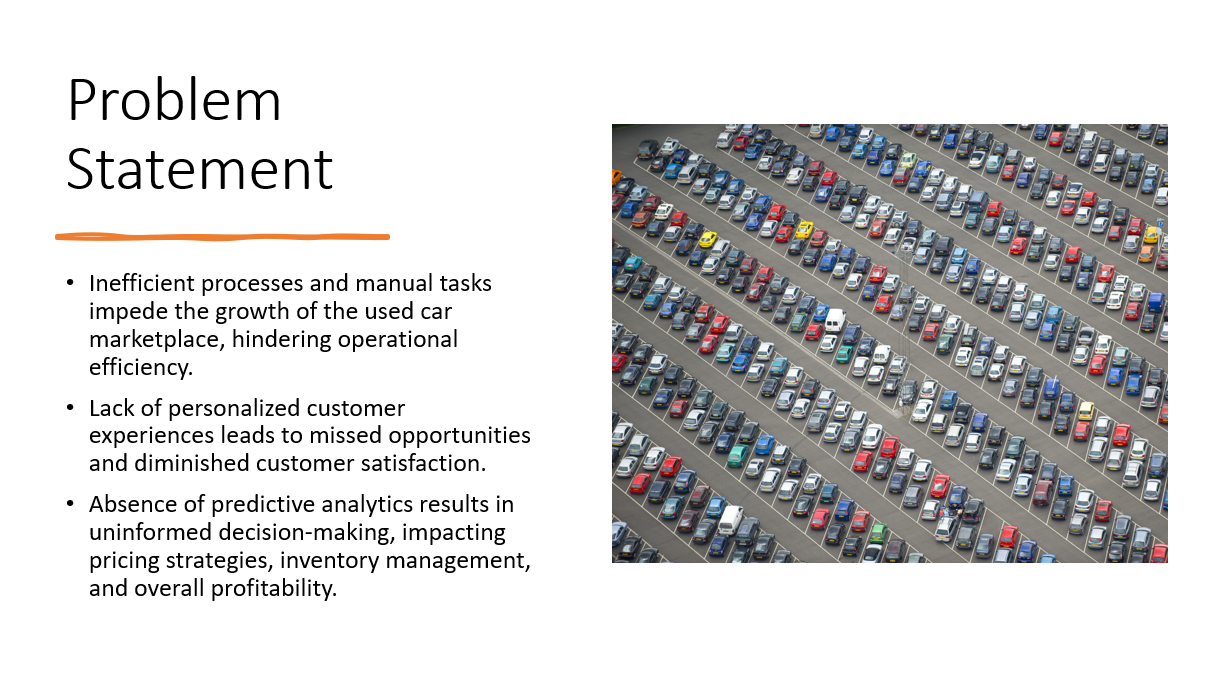 Problem
Statement
• Inefficient processes and manual tasks
impede the growth of the used car
marketplace, hindering operational
efficiency.
• Lack of personalized customer
experiences leads to missed opportunities
and diminished customer satisfaction.
• Absence of predictive analytics results in
uninformed decision-making, impacting
pricing strategies, inventory management,
and overall profitability.